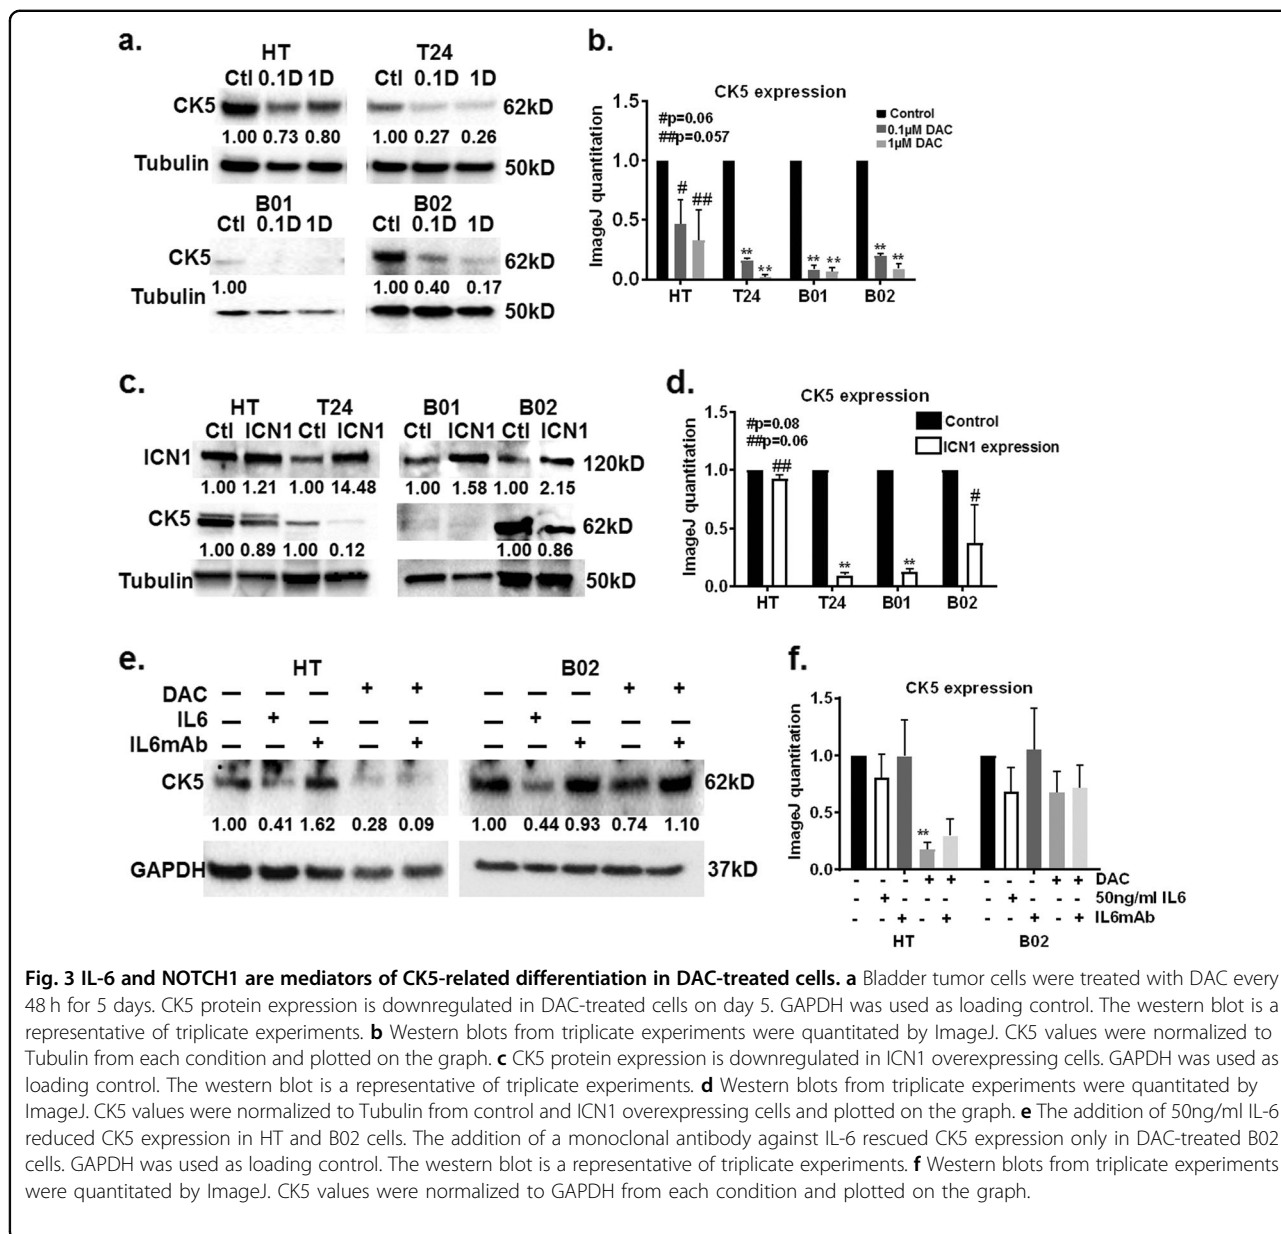 a.
HT T24
Ctl 0.1D 1D Ctl 0.1D 1D
CK5 62kD
1.00 0.73 0.80 1.00 0.27 0.26
Tubulin 50kD
B01 B02
Ctl 0.1D 1D Ctl 0.1D 1D
CK5 62kD
1.00 1.00 0.40 0.17
Tubulin 50kD
b.
CK5 expression
#p=0.06
##p=0.057
Control
0.1µM DAC
1µM DAC
ImageJ quantitation
1.5
1.0
0.5
0.0
# ## ** ** ** ** ** **
HT T24 B01 B02
c.
HT T24 B01 B02
Ctl ICN1 Ctl ICN1 Ctl ICN1 Ctl ICN1
ICN1 120kD
1.00 1.21 1.00 14.48 1.00 1.58 1.00 2.15
CK5 62kD
1.00 0.89 1.00 0.12 1.00 0.86
Tubulin 50kD
d.
CK5 expression
#p=0.08
##p=0.06
Control
ICN1 expression
ImageJ quantitation
1.5
1.0
0.5
0.0
## ** ** #
HT T24 B01 B02
e.
HT B02
DAC — — — + + — — — + +
IL6 — + — — — — + — — —
IL6mAb — — + — + — — + — +
CK5 62kD
1.00 0.41 1.62 0.28 0.09 1.00 0.44 0.93 0.74 1.10
GAPDH 37kD
f.
CK5 expression
ImageJ quantitation
1.5
1.0
0.5
0.0
**
- - - + + - - - + + DAC
- + - - - - + - - - 50ng/ml IL6
- - + - + - - + - + IL6mAb
HT B02
Fig. 3 IL-6 and NOTCH1 are mediators of CK5-related differentiation in DAC-treated cells. a Bladder tumor cells were treated with DAC every
48 h for 5 days. CK5 protein expression is downregulated in DAC-treated cells on day 5. GAPDH was used as loading control. The western blot is a
representative of triplicate experiments. b Western blots from triplicate experiments were quantitated by ImageJ. CK5 values were normalized to
Tubulin from each condition and plotted on the graph. c CK5 protein expression is downregulated in ICN1 overexpressing cells. GAPDH was used as
loading control. The western blot is a representative of triplicate experiments. d Western blots from triplicate experiments were quantitated by
ImageJ. CK5 values were normalized to Tubulin from control and ICN1 overexpressing cells and plotted on the graph. e The addition of 50ng/ml IL-6
reduced CK5 expression in HT and B02 cells. The addition of a monoclonal antibody against IL-6 rescued CK5 expression only in DAC-treated B02
cells. GAPDH was used as loading control. The western blot is a representative of triplicate experiments. f Western blots from triplicate experiments
were quantitated by ImageJ. CK5 values were normalized to GAPDH from each condition and plotted on the graph.